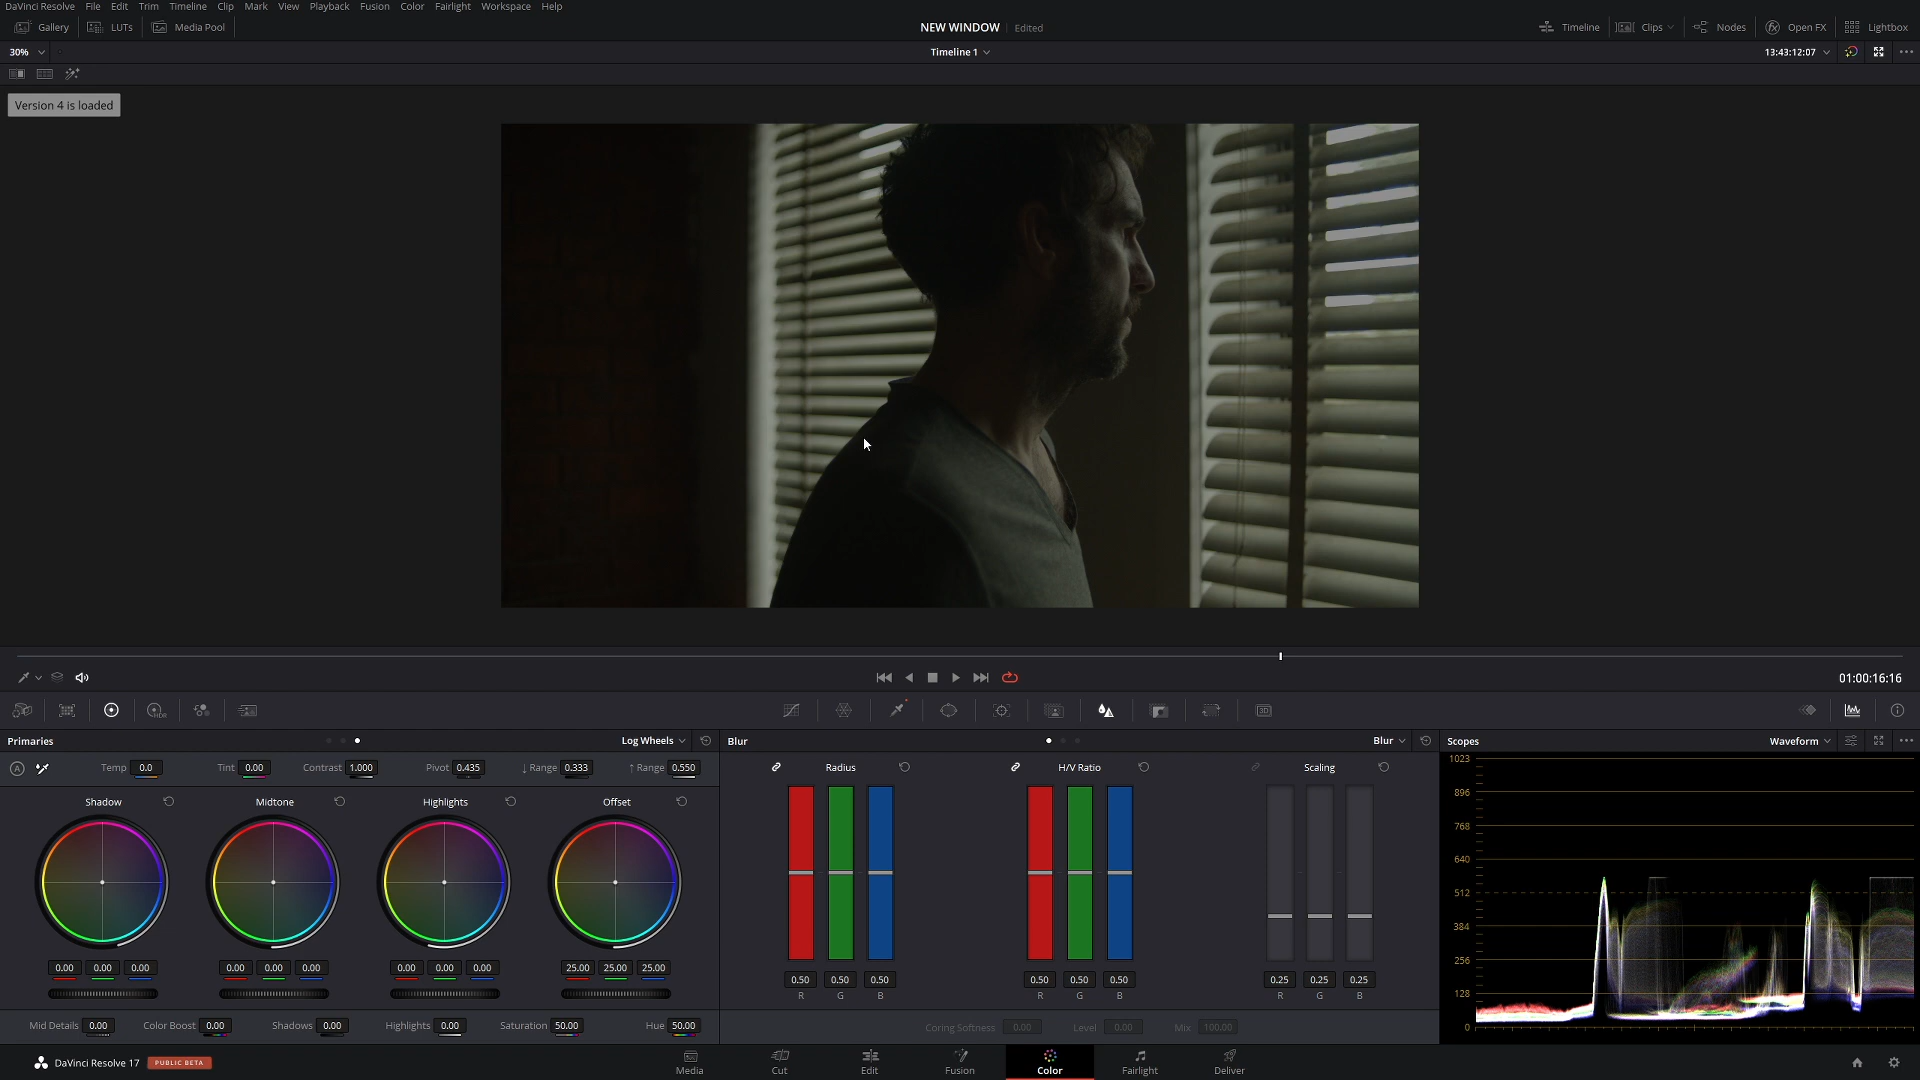 DaVinci Resolve File Edit Trim Timeline Clip Mark View Playback Fusion Color Fairlight Workspace Help
Gallery LUTs Media Pool NEW WINDOW Edited Timeline Clips Nodes Open FX Lightbox
30% Timeline 1 13:43:12:07
Version 4 is loaded
01:00:16:16
HDR 3D
Primaries Log Wheels Blur Blur Scopes Waveform
A Temp 0.0 Tint 0.00 Contrast 1.000 Pivot 0.435 ↓ Range 0.333 ↑ Range 0.550 Radius H/V Ratio Scaling
Shadow Midtone Highlights Offset
1023
896
768
640
512
384
256
128
0
0.00 0.00 0.00 0.00 0.00 0.00 0.00 0.00 0.00 25.00 25.00 25.00
0.50 0.50 0.50 0.50 0.50 0.50 0.25 0.25 0.25
R G B R G B R G B
Mid Details 0.00 Color Boost 0.00 Shadows 0.00 Highlights 0.00 Saturation 50.00 Hue 50.00
Coring Softness 0.00 Level 0.00 Mix 100.00
DaVinci Resolve 17 PUBLIC BETA
Media Cut Edit Fusion Color Fairlight Deliver